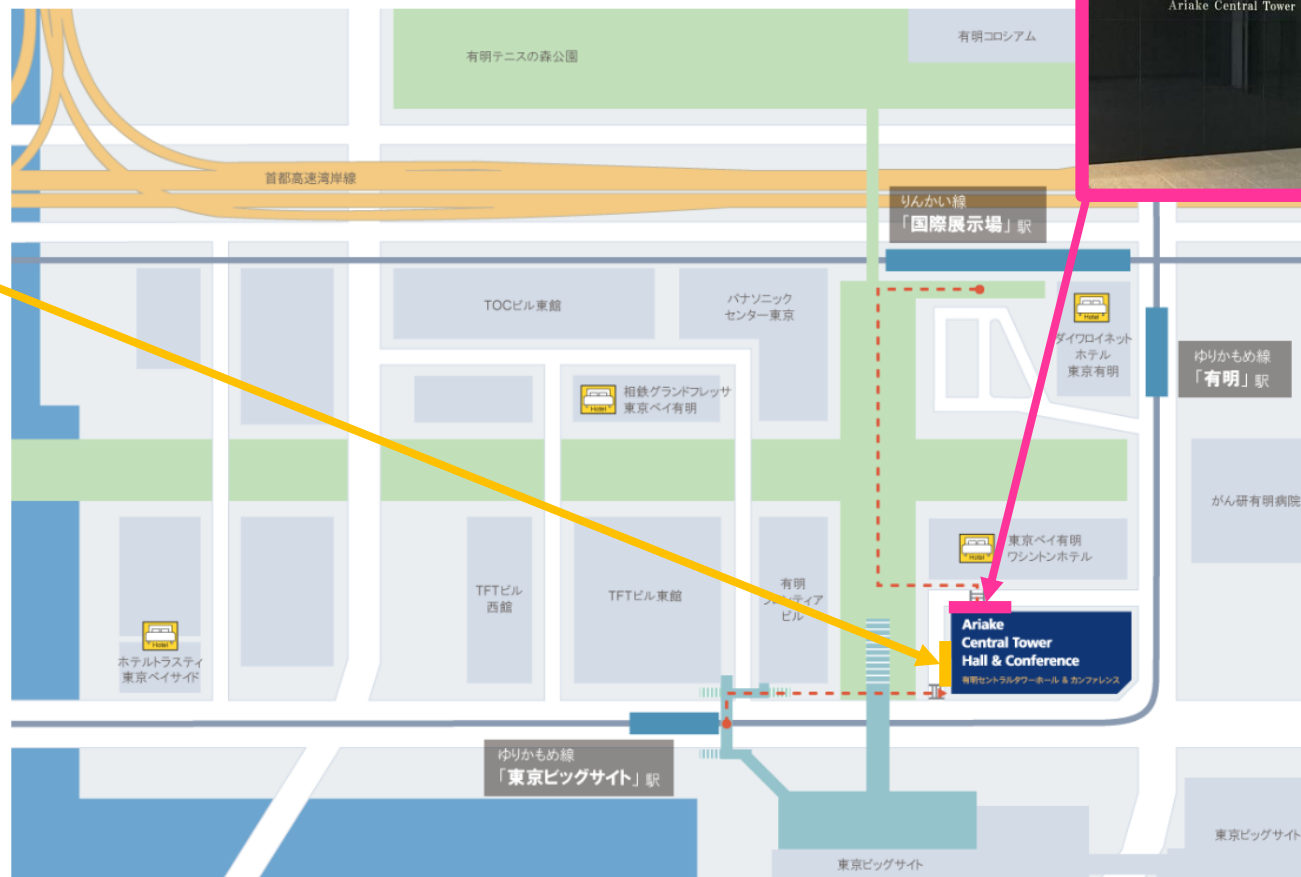 Ariake Central Tower
有明コロシアム
有明テニスの森公園
首都高速湾岸線
りんかい線
「国際展示場」駅
TOCビル東館
パナソニック
センター東京
Hotel
ダイワロイネット
ホテル
東京有明
ゆりかもめ線
「有明」駅
Hotel
相鉄グランドフレッサ
東京ベイ有明
がん研有明病院
Hotel
東京ベイ有明
ワシントンホテル
TFTビル
西館
TFTビル東館
有明
フロンティア
ビル
Ariake
Central Tower
Hall & Conference
有明セントラルタワーホール & カンファレンス
Hotel
ホテルトラスティ
東京ベイサイド
ゆりかもめ線
「東京ビッグサイト」駅
東京ビッグサイト
東京ビッグサイト